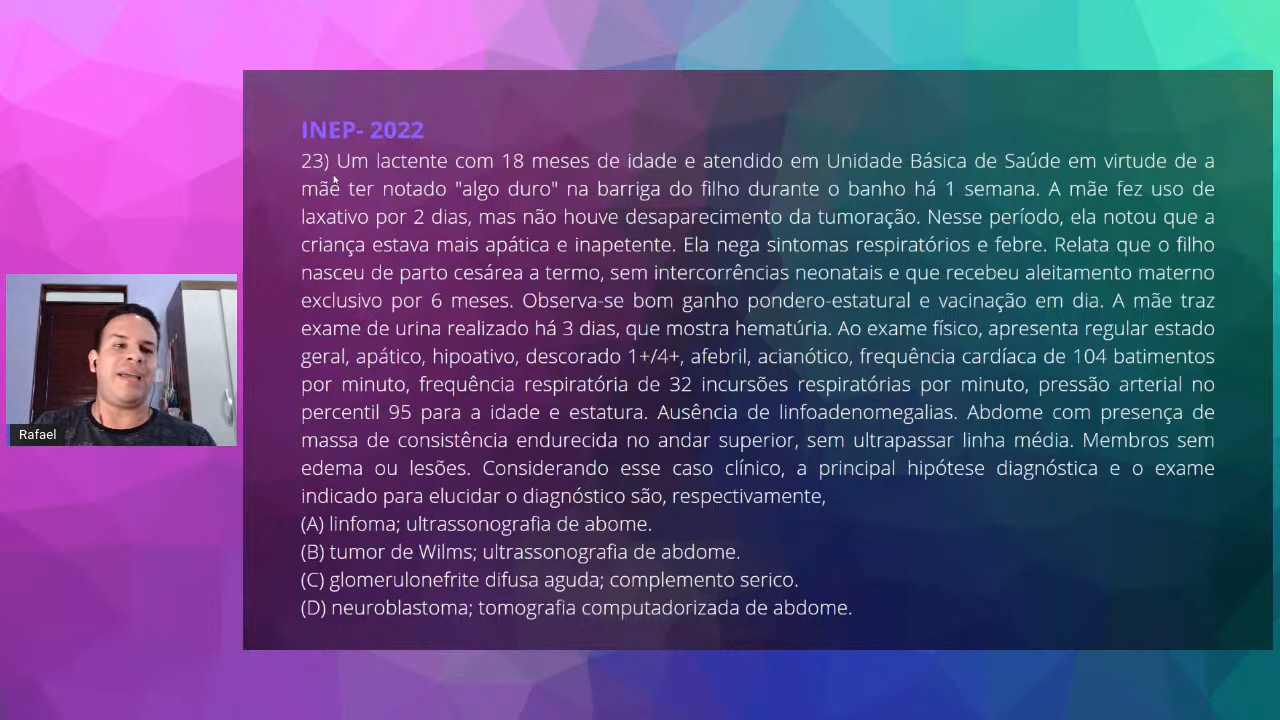 INEP- 2022
23) Um lactente com 18 meses de idade e atendido em Unidade Básica de Saúde em virtude de a
mãe ter notado "algo duro" na barriga do filho durante o banho há 1 semana. A mãe fez uso de
laxativo por 2 dias, mas não houve desaparecimento da tumoração. Nesse período, ela notou que a
criança estava mais apática e inapetente. Ela nega sintomas respiratórios e febre. Relata que o filho
nasceu de parto cesárea a termo, sem intercorrências neonatais e que recebeu aleitamento materno
exclusivo por 6 meses. Observa-se bom ganho pondero-estatural e vacinação em dia. A mãe traz
exame de urina realizado há 3 dias, que mostra hematúria. Ao exame físico, apresenta regular estado
geral, apático, hipoativo, descorado 1+/4+, afebril, acianótico, frequência cardíaca de 104 batimentos
por minuto, frequência respiratória de 32 incursões respiratórias por minuto, pressão arterial no
percentil 95 para a idade e estatura. Ausência de linfoadenomegalias. Abdome com presença de
massa de consistência endurecida no andar superior, sem ultrapassar linha média. Membros sem
edema ou lesões. Considerando esse caso clínico, a principal hipótese diagnóstica e o exame
indicado para elucidar o diagnóstico são, respectivamente,
(A) linfoma; ultrassonografia de abome.
(B) tumor de Wilms; ultrassonografia de abdome.
(C) glomerulonefrite difusa aguda; complemento serico.
(D) neuroblastoma; tomografia computadorizada de abdome.
Rafael